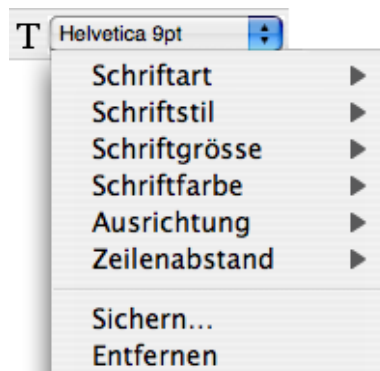 T Helvetica 9pt
Schriftart
Schriftstil
Schriftgrösse
Schriftfarbe
Ausrichtung
Zeilenabstand
Sichern...
Entfernen